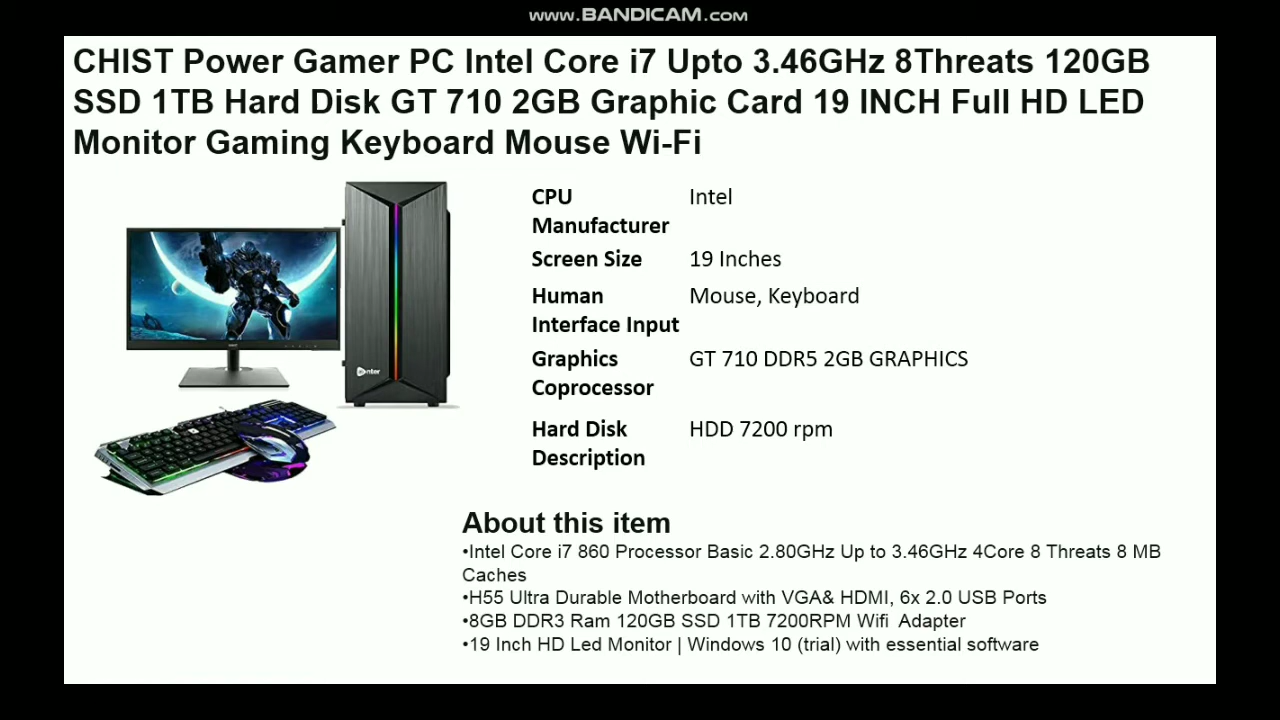 www.BANDICAM.com
CHIST Power Gamer PC Intel Core i7 Upto 3.46GHz 8Threats 120GB
SSD 1TB Hard Disk GT 710 2GB Graphic Card 19 INCH Full HD LED
Monitor Gaming Keyboard Mouse Wi-Fi
CPU Intel
Manufacturer
Screen Size 19 Inches
Human Mouse, Keyboard
Interface Input
Graphics GT 710 DDR5 2GB GRAPHICS
Coprocessor
Hard Disk HDD 7200 rpm
Description
nter
About this item
•Intel Core i7 860 Processor Basic 2.80GHz Up to 3.46GHz 4Core 8 Threats 8 MB
Caches
•H55 Ultra Durable Motherboard with VGA& HDMI, 6x 2.0 USB Ports
•8GB DDR3 Ram 120GB SSD 1TB 7200RPM Wifi Adapter
•19 Inch HD Led Monitor | Windows 10 (trial) with essential software